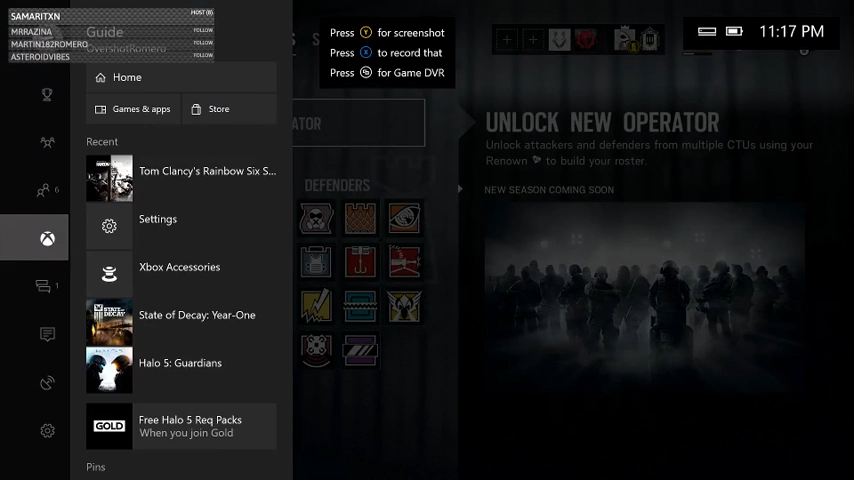 SAMARITXN HOST (8)
MRRAZINA FOLLOW
MARTIN182ROMERO FOLLOW
ASTEROIDVIBES FOLLOW
Guide
OvershotRomero
Press Y for screenshot
Press X to record that
Press for Game DVR
11:17 PM
Home
Games & apps
Store
Recent
Tom Clancy's Rainbow Six S...
Settings
Xbox Accessories
State of Decay: Year-One
STATE OF DECAY
Halo 5: Guardians
GOLD
Free Halo 5 Req Packs
When you join Gold
Pins
6
1
ATOR
DEFENDERS
UNLOCK NEW OPERATOR
Unlock attackers and defenders from multiple CTUs using your
Renown to build your roster.
NEW SEASON COMING SOON